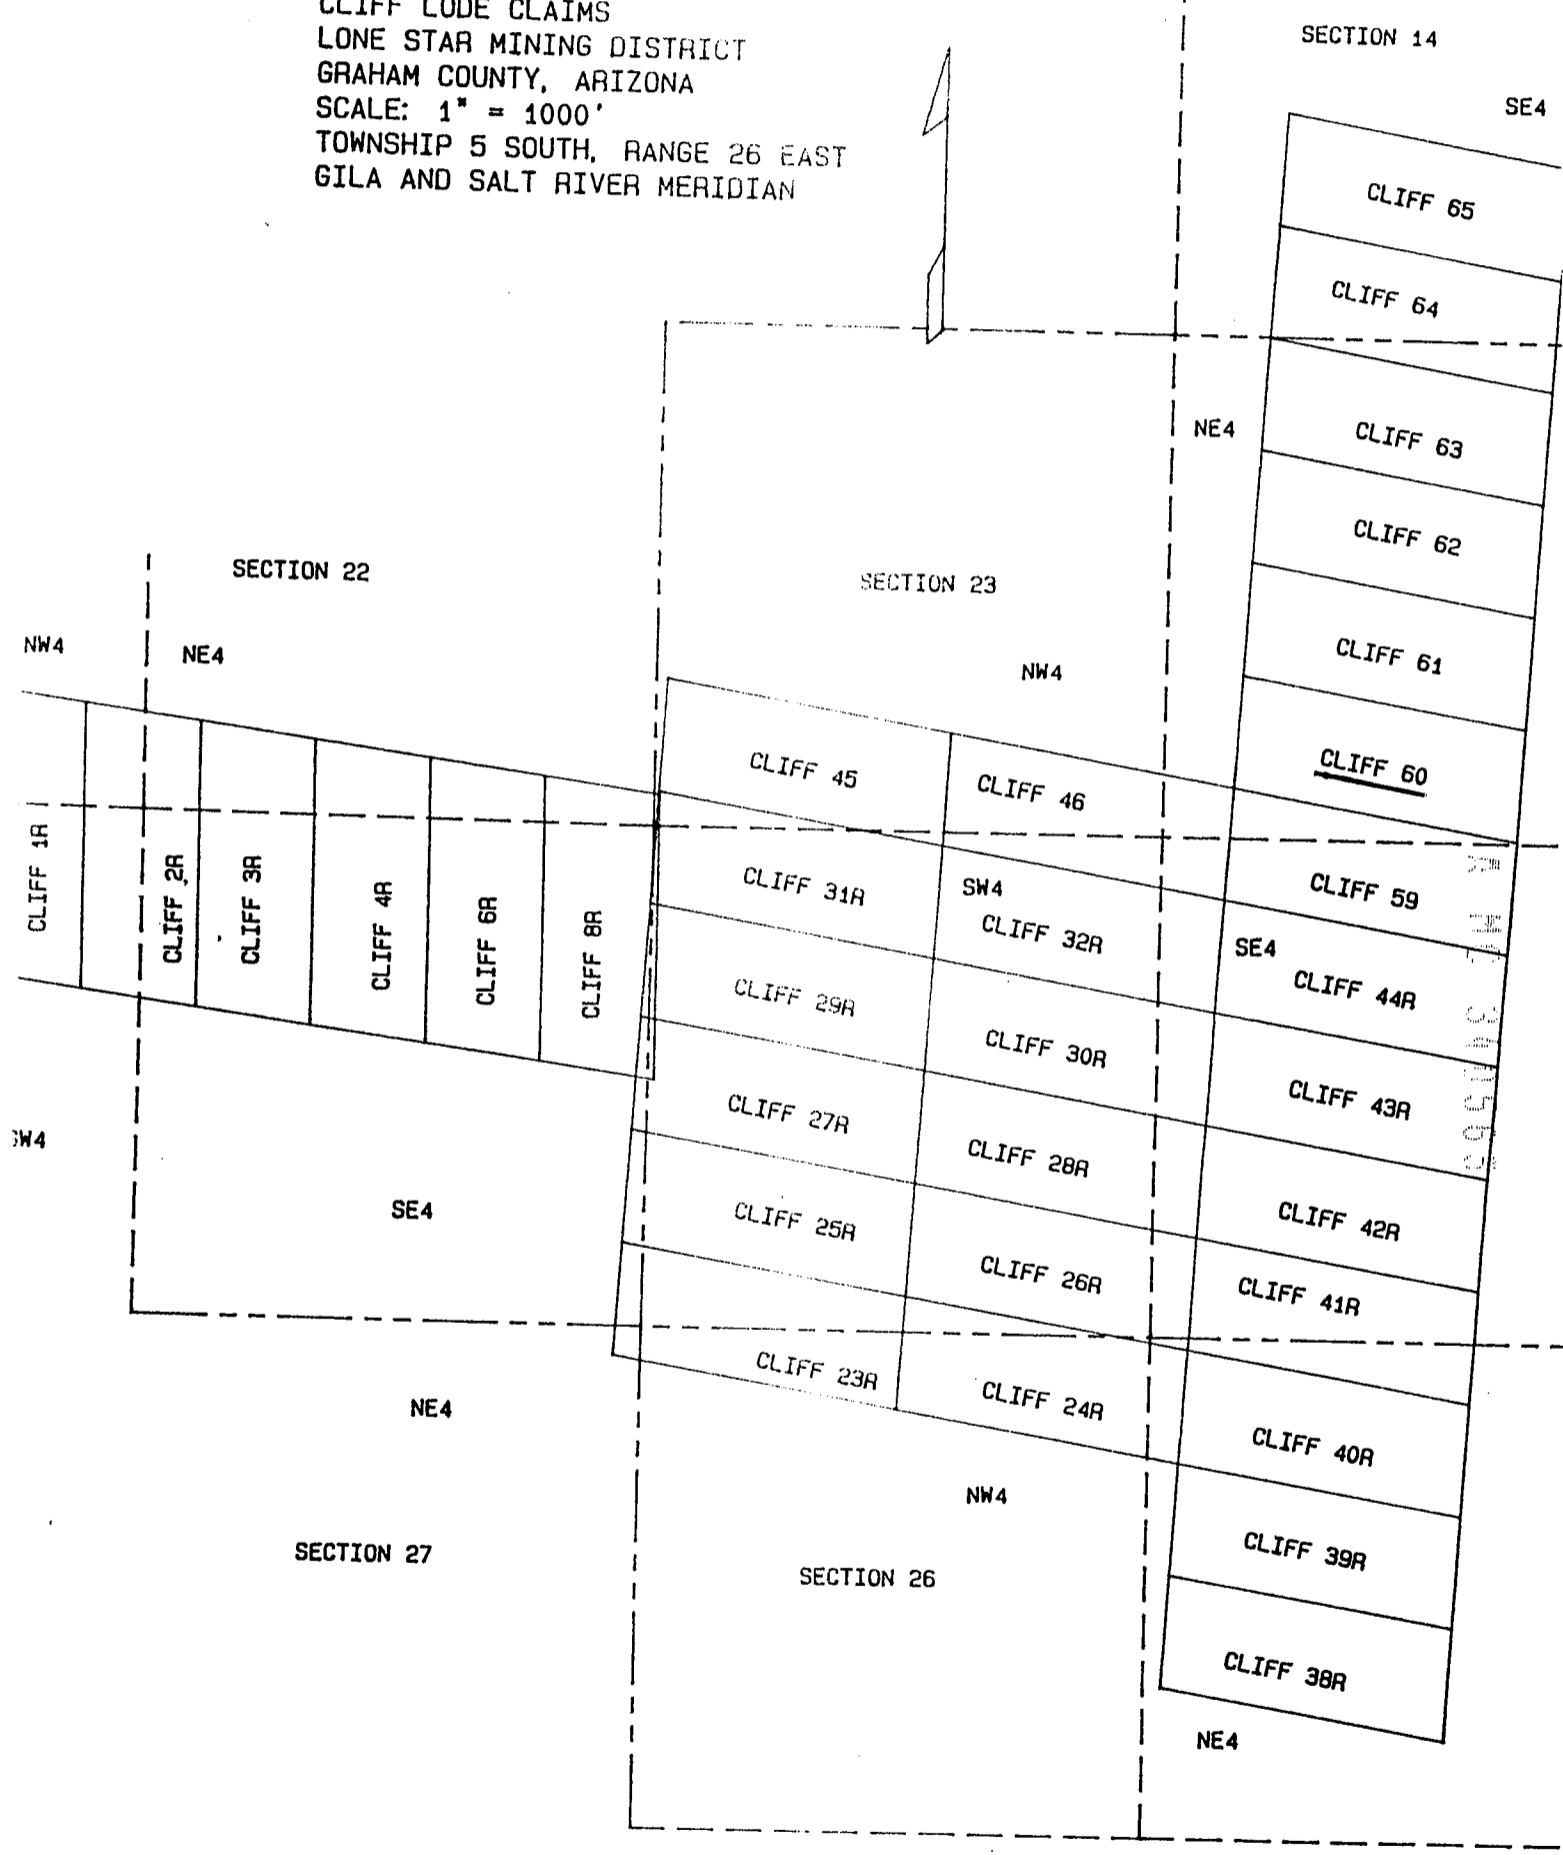 CLIFF LODE CLAIMS
LONE STAR MINING DISTRICT
GRAHAM COUNTY, ARIZONA
SCALE: 1" = 1000'
TOWNSHIP 5 SOUTH, RANGE 26 EAST
GILA AND SALT RIVER MERIDIAN
SECTION 14
SE4
CLIFF 65
CLIFF 64
NE4
CLIFF 63
CLIFF 62
SECTION 22
SECTION 23
NW4
NE4
NW4
CLIFF 61
CLIFF 60
CLIFF 45
CLIFF 46
CLIFF 1R
CLIFF 2R
CLIFF 3R
CLIFF 4R
CLIFF 6R
CLIFF 8R
CLIFF 31R
SW4
CLIFF 32R
CLIFF 59
SE4
CLIFF 44R
CLIFF 29R
CLIFF 30R
CLIFF 43R
SW4
CLIFF 27R
CLIFF 28R
SE4
CLIFF 25R
CLIFF 42R
CLIFF 26R
CLIFF 41R
CLIFF 23R
CLIFF 24R
NE4
CLIFF 40R
NW4
SECTION 27
SECTION 26
CLIFF 39R
CLIFF 38R
NE4